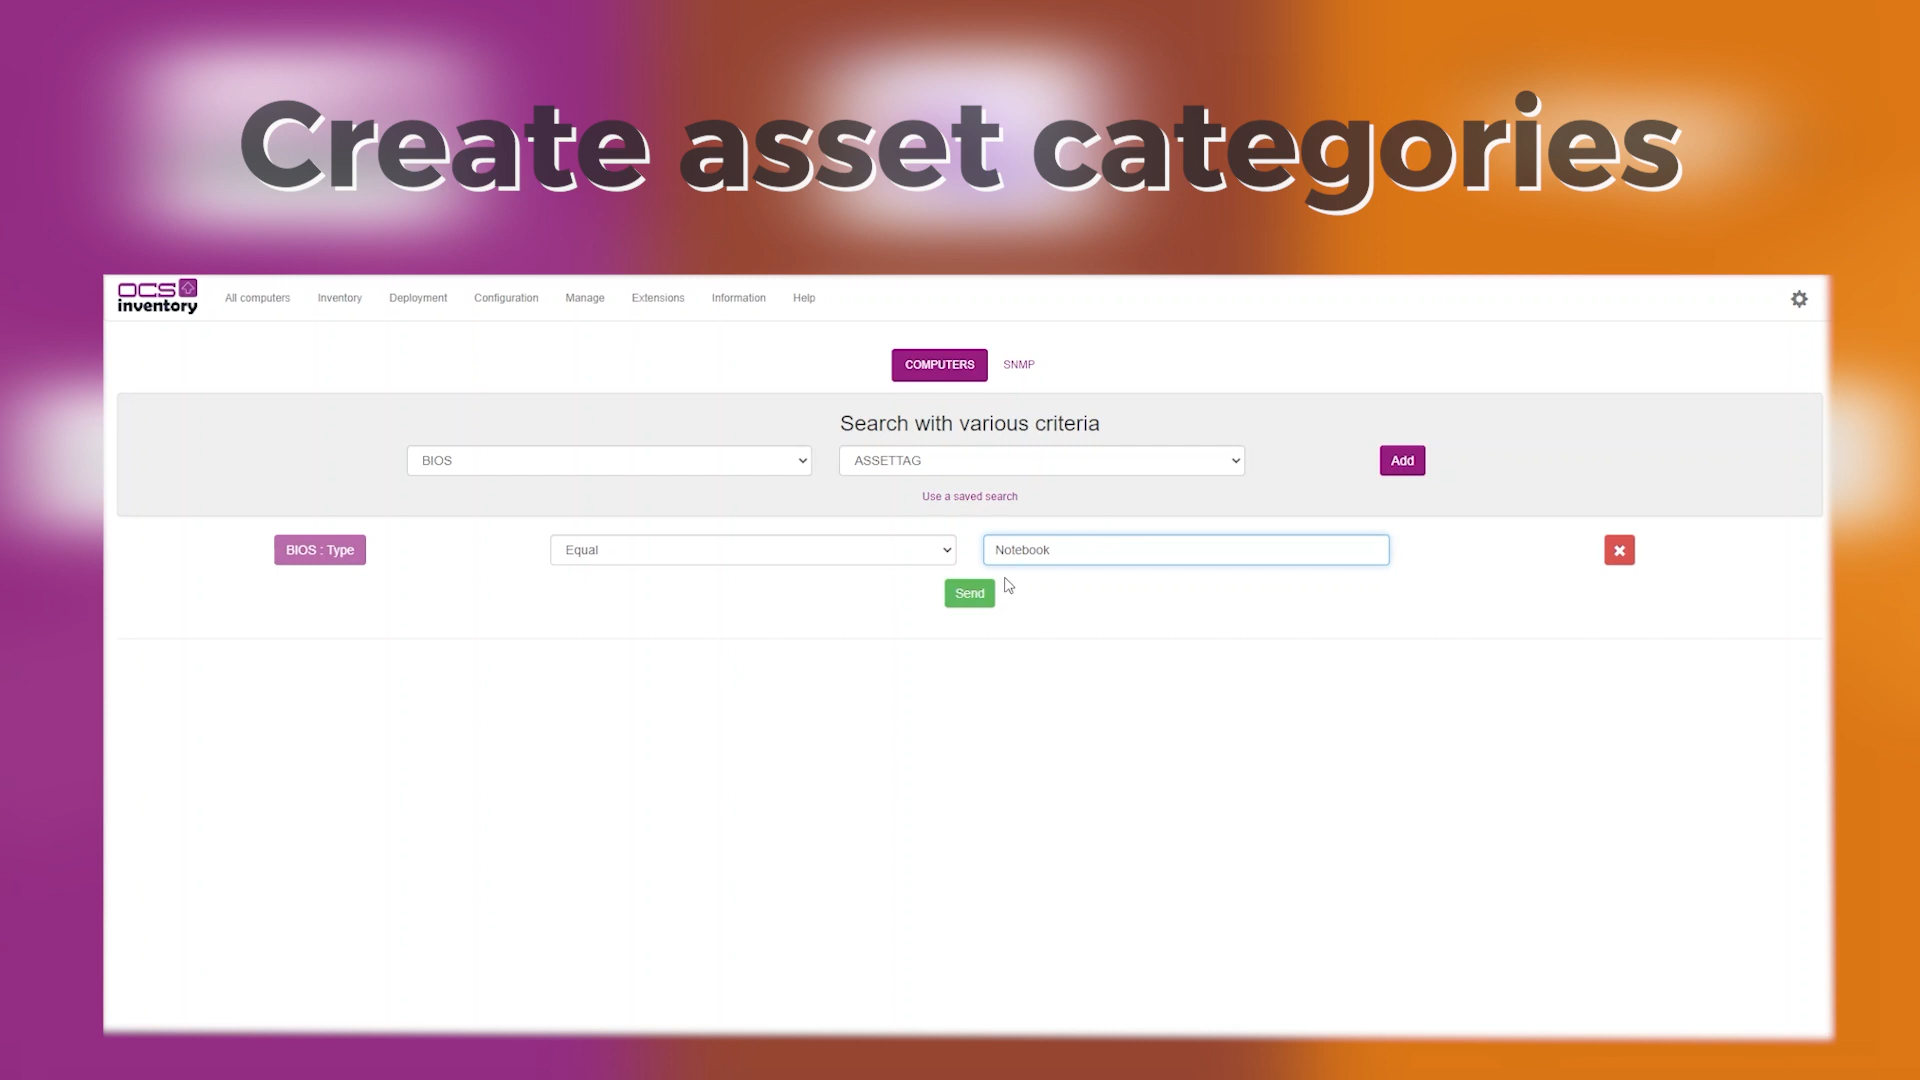 Create asset categories
OCS inventory
All computers Inventory Deployment Configuration Manage Extensions Information Help
COMPUTERS SNMP
Search with various criteria
BIOS ASSETTAG Add
Use a saved search
BIOS : Type Equal Notebook
Send